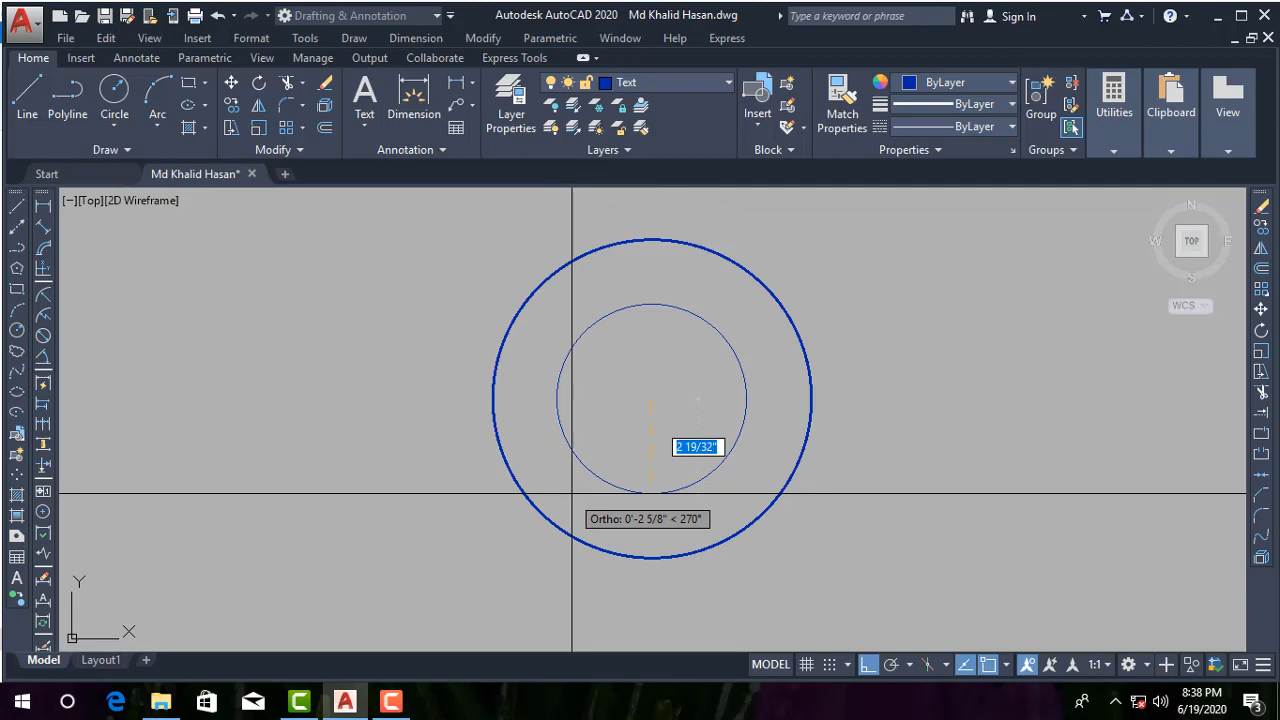 Drafting & Annotation
Autodesk AutoCAD 2020 Md Khalid Hasan.dwg
Type a keyword or phrase
Sign In
File Edit View Insert Format Tools Draw Dimension Modify Parametric Window Help Express
Home Insert Annotate Parametric View Manage Output Collaborate Express Tools
Text
ByLayer
ByLayer
ByLayer
Line Polyline Circle Arc Text Dimension Layer Properties Insert Match Properties Group Utilities Clipboard View
Draw Modify Annotation Layers Block Properties Groups
Start Md Khalid Hasan*
[−][Top][2D Wireframe]
N
W TOP E
S
WCS
2 19/32"
Ortho: 0'-2 5/8" < 270°
Y
X
Model Layout1
MODEL 1:1
8:38 PM
6/19/2020
3